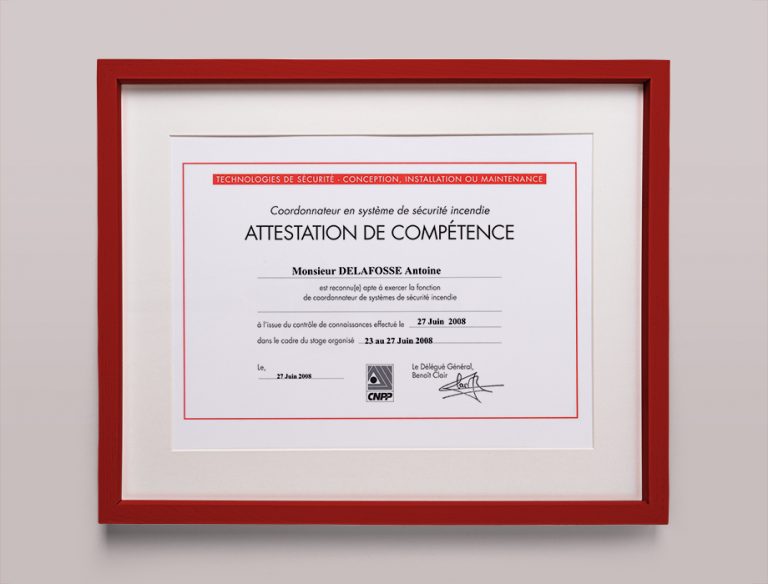 TECHNOLOGIES DE SÉCURITÉ - CONCEPTION, INSTALLATION OU MAINTENANCE
Coordonnateur en système de sécurité incendie
ATTESTATION DE COMPÉTENCE
Monsieur DELAFOSSE Antoine
est reconnu(e) apte à exercer la fonction
de coordonnateur de systèmes de sécurité incendie
à l'issue du contrôle de connaissances effectué le 27 Juin 2008
dans le cadre du stage organisé 23 au 27 Juin 2008
Le, 27 Juin 2008
CNPP
Le Délégué Général,
Benoît Clair